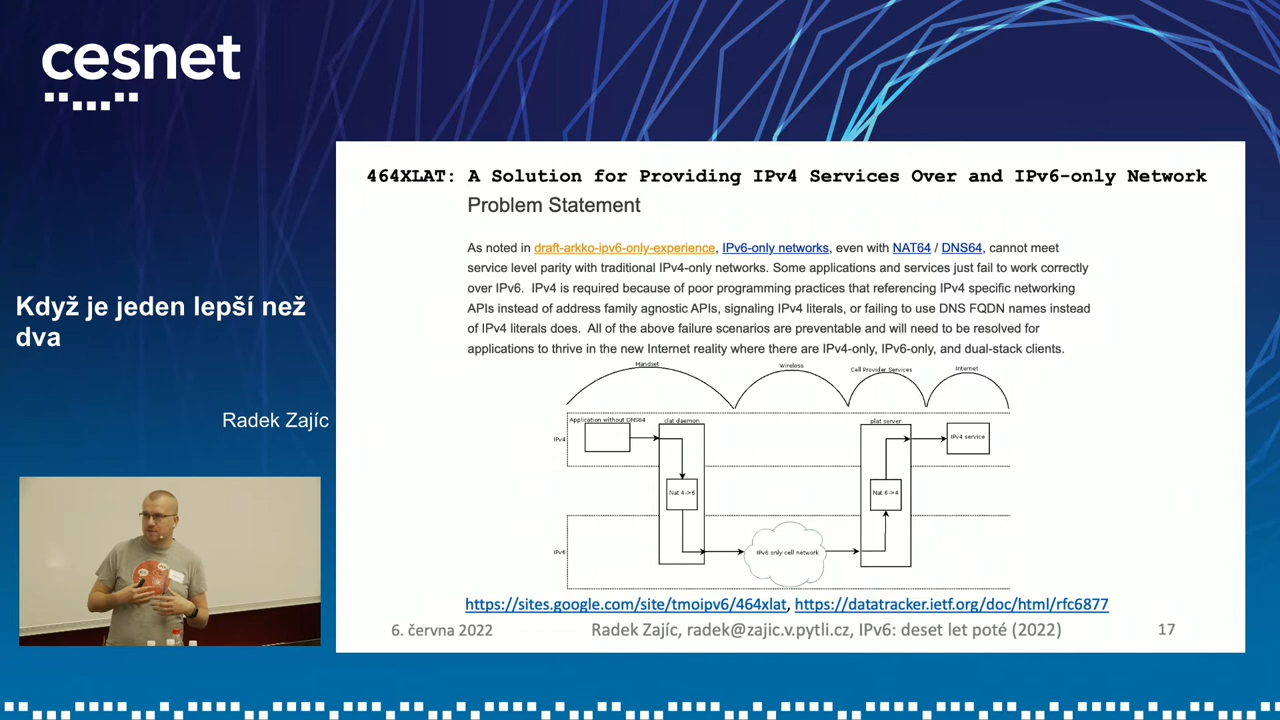 cesnet
Když je jeden lepší než
dva
Radek Zajíc
464XLAT: A Solution for Providing IPv4 Services Over and IPv6-only Network
Problem Statement
As noted in draft-arkko-ipv6-only-experience, IPv6-only networks, even with NAT64 / DNS64, cannot meet
service level parity with traditional IPv4-only networks. Some applications and services just fail to work correctly
over IPv6.  IPv4 is required because of poor programming practices that referencing IPv4 specific networking
APIs instead of address family agnostic APIs, signaling IPv4 literals, or failing to use DNS FQDN names instead
of IPv4 literals does.  All of the above failure scenarios are preventable and will need to be resolved for
applications to thrive in the new Internet reality where there are IPv4-only, IPv6-only, and dual-stack clients.
Handset
Wireless
Cell Provider Services
Internet
Application without DNS64
clat daemon
plat server
IPv4
IPv4 service
Nat 4->6
Nat 6->4
IPv6
IPv6 only cell network
https://sites.google.com/site/tmoipv6/464xlat, https://datatracker.ietf.org/doc/html/rfc6877
6. června 2022
Radek Zajíc, radek@zajic.v.pytli.cz, IPv6: deset let poté (2022)
17